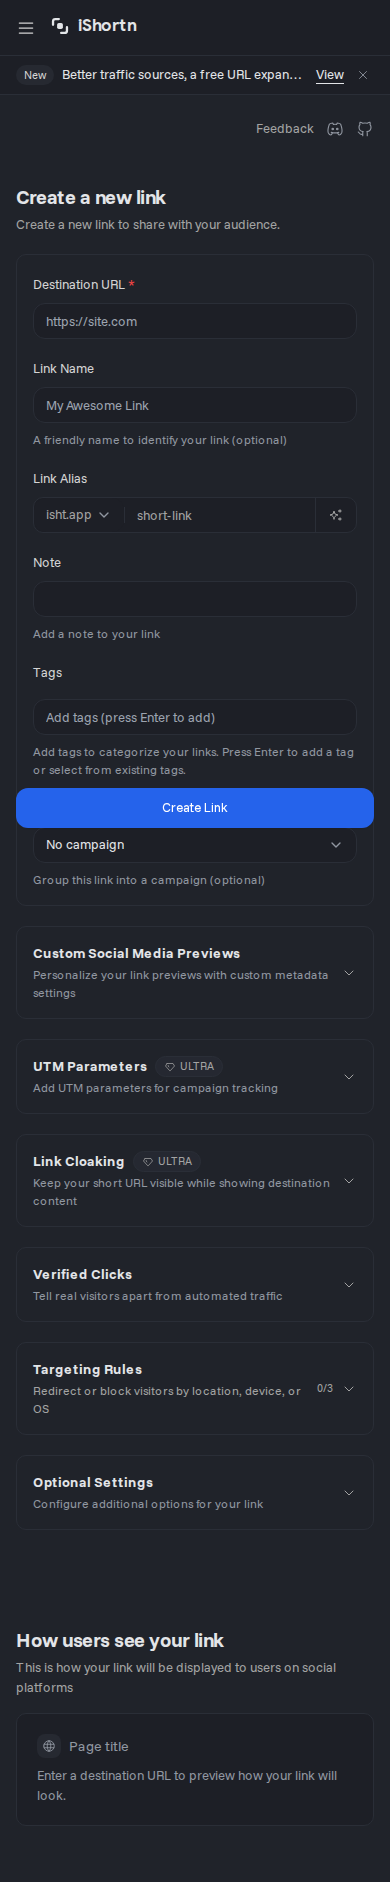 IShortn
New
Better traffic sources, a free URL expan...
View
Feedback
Create a new link
Create a new link to share with your audience.
Destination URL *
https://site.com
Link Name
My Awesome Link
A friendly name to identify your link (optional)
Link Alias
isht.app
short-link
Note
Add a note to your link
Tags
Add tags (press Enter to add)
Add tags to categorize your links. Press Enter to add a tag
or select from existing tags.
Create Link
No campaign
Group this link into a campaign (optional)
Custom Social Media Previews
Personalize your link previews with custom metadata
settings
UTM Parameters
ULTRA
Add UTM parameters for campaign tracking
Link Cloaking
ULTRA
Keep your short URL visible while showing destination
content
Verified Clicks
Tell real visitors apart from automated traffic
Targeting Rules
Redirect or block visitors by location, device, or
OS
0/3
Optional Settings
Configure additional options for your link
How users see your link
This is how your link will be displayed to users on social
platforms
Page title
Enter a destination URL to preview how your link will
look.